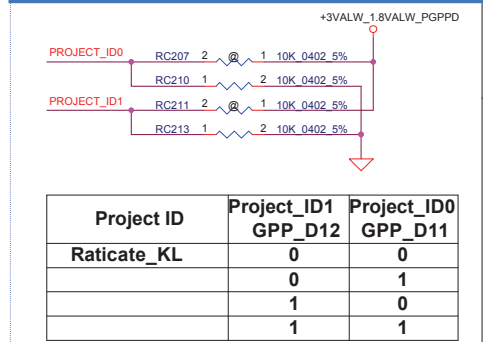 +3VALW_1.8VALW_PGPPD
PROJECT_ID0 RC207 2 @ 1 10K_0402_5%
RC210 1 2 10K_0402_5%
PROJECT_ID1 RC211 2 @ 1 10K_0402_5%
RC213 1 2 10K_0402_5%
Project ID Project_ID1 GPP_D12 Project_ID0 GPP_D11
Raticate_KL 0 0
0 1
1 0
1 1